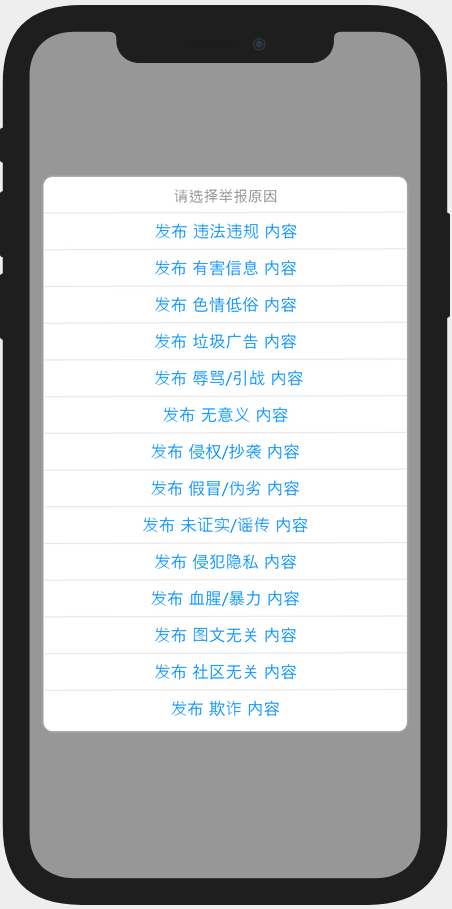 请选择举报原因
发布 违法违规 内容
发布 有害信息 内容
发布 色情低俗 内容
发布 垃圾广告 内容
发布 辱骂/引战 内容
发布 无意义 内容
发布 侵权/抄袭 内容
发布 假冒/伪劣 内容
发布 未证实/谣传 内容
发布 侵犯隐私 内容
发布 血腥/暴力 内容
发布 图文无关 内容
发布 社区无关 内容
发布 欺诈 内容